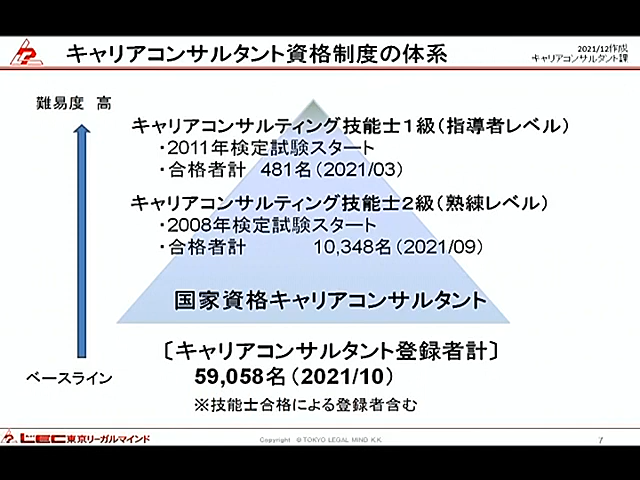 キャリアコンサルタント資格制度の体系
2021/12作成
キャリアコンサルタント課
難易度 高
キャリアコンサルティング技能士1級（指導者レベル）
・2011年検定試験スタート
・合格者計 481名（2021/03）
キャリアコンサルティング技能士2級（熟練レベル）
・2008年検定試験スタート
・合格者計 10,348名（2021/09）
国家資格キャリアコンサルタント
ベースライン
〔キャリアコンサルタント登録者計〕
59,058名（2021/10）
※技能士合格による登録者含む
LEC東京リーガルマインド
Copyright ©TOKYO LEGAL MIND K.K.
7